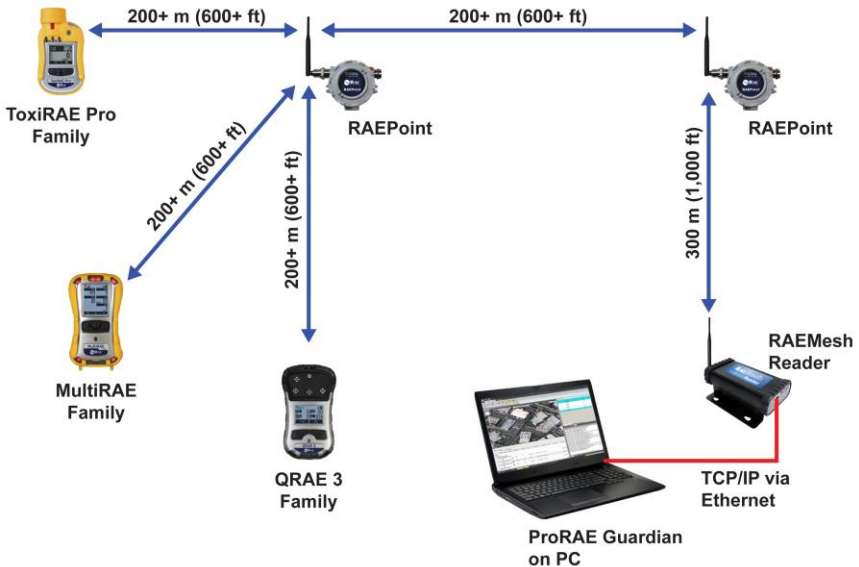 200+ m (600+ ft)
200+ m (600+ ft)
ToxiRAE Pro
Family
RAEPoint
RAEPoint
200+ m (600+ ft)
200+ m (600+ ft)
300 m (1,000 ft)
RAEMesh
Reader
MultiRAE
Family
QRAE 3
Family
TCP/IP via
Ethernet
ProRAE Guardian
on PC